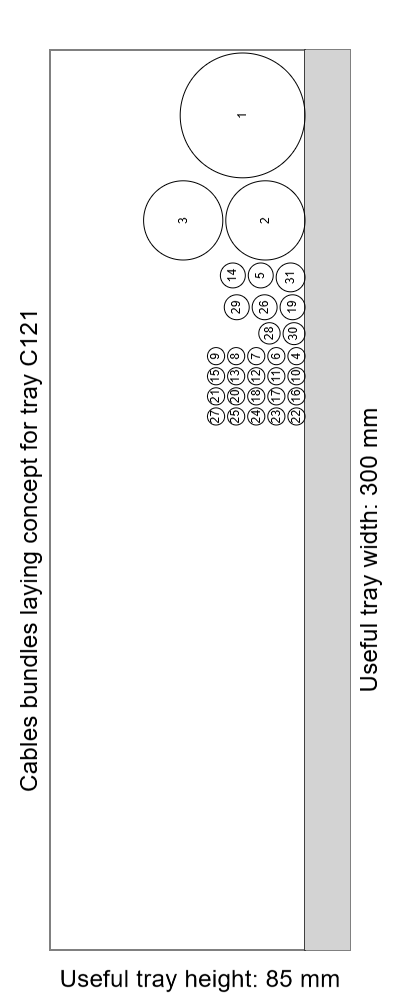 Cables bundles laying concept for tray C121
1
3 2
14 5 31
29 26 19
28 30
9 8 7 6 4
15 13 12 11 10
21 20 18 17 16
27 25 24 23 22
Useful tray width: 300 mm
Useful tray height: 85 mm